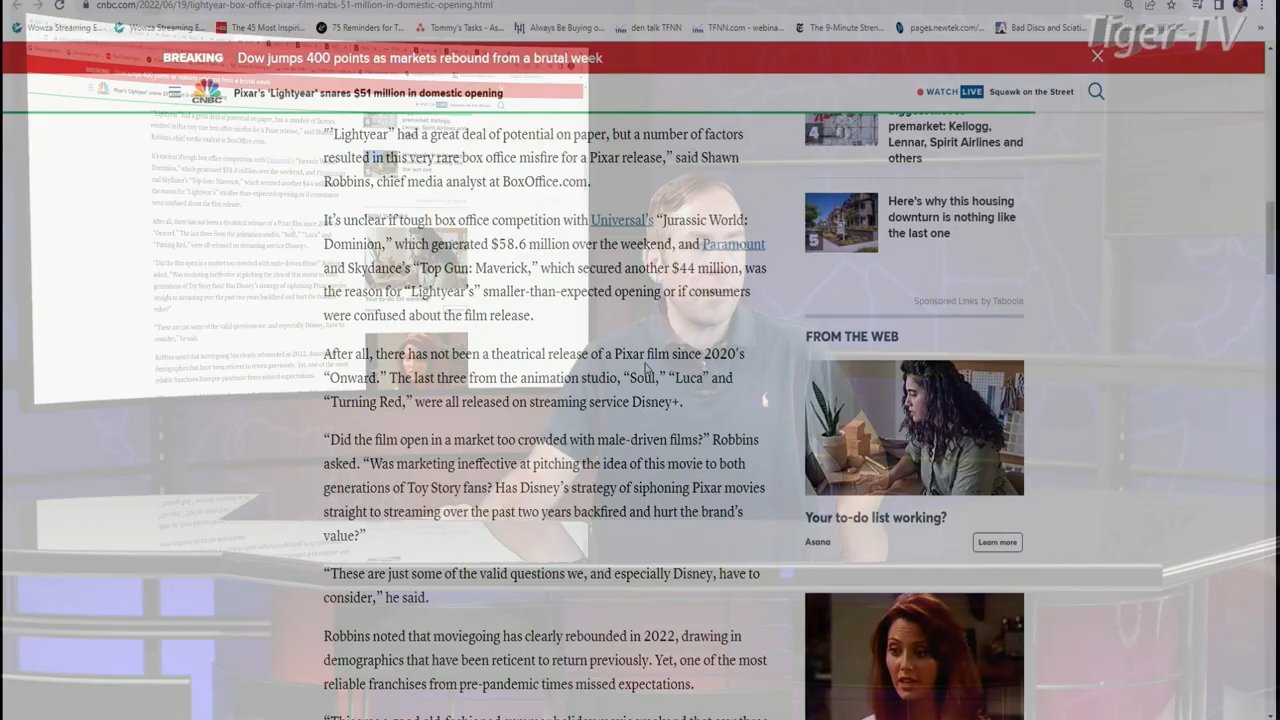 cnbc.com/2022/06/19/lightyear-box-office-pixar-film-nabs-51-million-in-domestic-opening.html
Wowza Streaming E... Wowza Streaming E... The 45 Most Inspiri... 75 Reminders for T... Tommy's Tasks - As... Always Be Buying o... den talk TFNN TFNN.com - webina... The 9-Minute Stren... pages.newtek.com/... Bad Discs and Sciati...
Tiger-TV
BREAKING Dow jumps 400 points as markets rebound from a brutal week
CNBC Pixar's 'Lightyear' snares $51 million in domestic opening
WATCH LIVE Squawk on the Street
"'Lightyear" had a great deal of potential on paper, but a number of factors
resulted in this very rare box office misfire for a Pixar release," said Shawn
Robbins, chief media analyst at BoxOffice.com.
It's unclear if tough box office competition with Universal's "Jurassic World:
Dominion," which generated $58.6 million over the weekend, and Paramount
and Skydance's "Top Gun: Maverick," which secured another $44 million, was
the reason for "Lightyear's" smaller-than-expected opening or if consumers
were confused about the film release.
After all, there has not been a theatrical release of a Pixar film since 2020's
"Onward." The last three from the animation studio, "Soul," "Luca" and
"Turning Red," were all released on streaming service Disney+.
"Did the film open in a market too crowded with male-driven films?" Robbins
asked. "Was marketing ineffective at pitching the idea of this movie to both
generations of Toy Story fans? Has Disney's strategy of siphoning Pixar movies
straight to streaming over the past two years backfired and hurt the brand's
value?"
"These are just some of the valid questions we, and especially Disney, have to
consider," he said.
Robbins noted that moviegoing has clearly rebounded in 2022, drawing in
demographics that have been reticent to return previously. Yet, one of the most
reliable franchises from pre-pandemic times missed expectations.
4
premarket: Kellogg,
Lennar, Spirit Airlines and
others
5
Here's why this housing
downturn is nothing like
the last one
Sponsored Links by Taboola
FROM THE WEB
Your to-do list working?
Asana
Learn more